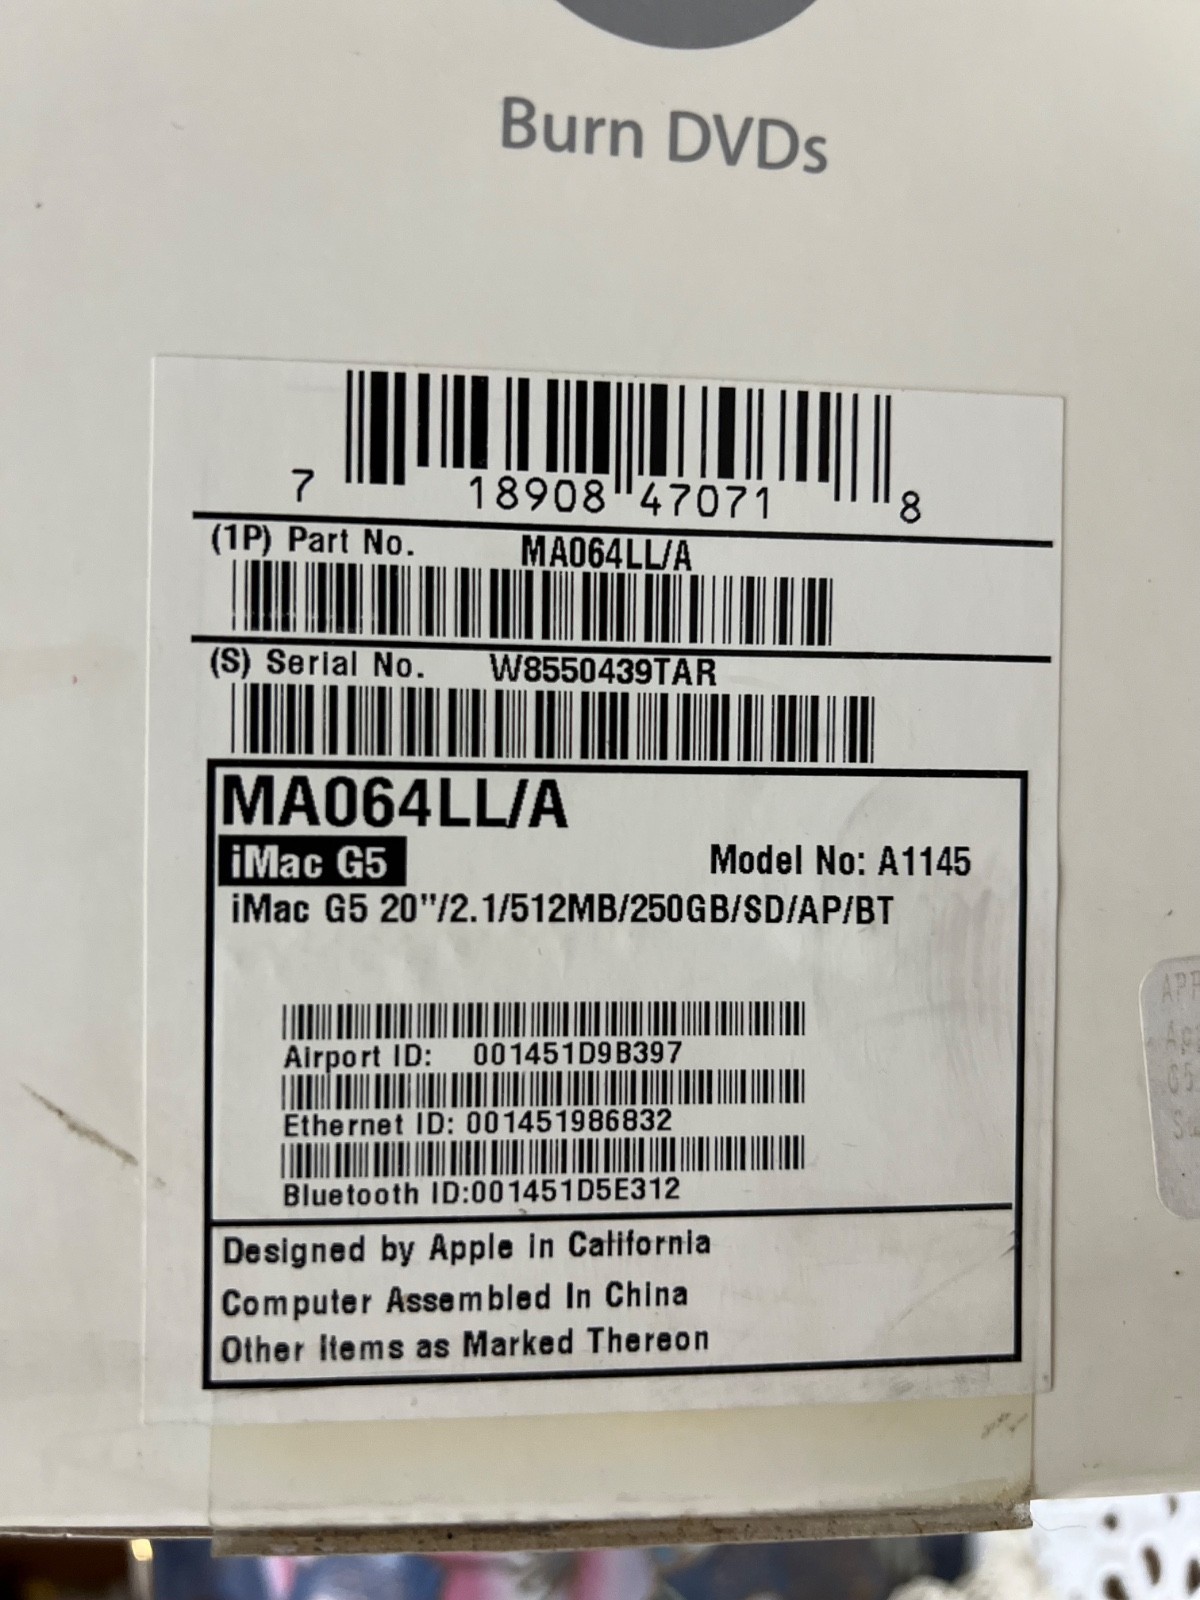 Burn DVDs
7 18908 47071 8
(1P) Part No. MA064LL/A
(S) Serial No. W8550439TAR
MA064LL/A
iMac G5 Model No: A1145
iMac G5 20"/2.1/512MB/250GB/SD/AP/BT
Airport ID: 001451D9B397
Ethernet ID: 001451986832
Bluetooth ID:001451D5E312
Designed by Apple in California
Computer Assembled In China
Other Items as Marked Thereon
G5